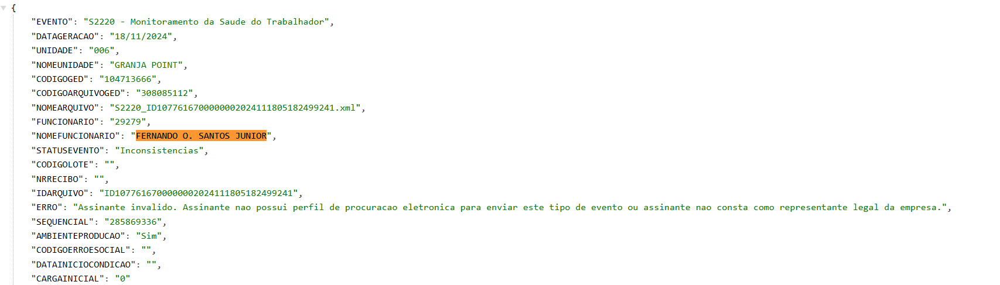 {
"EVENTO": "S2220 - Monitoramento da Saude do Trabalhador",
"DATAGERACAO": "18/11/2024",
"UNIDADE": "006",
"NOMEUNIDADE": "GRANJA POINT",
"CODIGOGED": "104713666",
"CODIGOARQUIVOGED": "308085112",
"NOMEARQUIVO": "S2220_ID1077616700000002024111805182499241.xml",
"FUNCIONARIO": "29279",
"NOMEFUNCIONARIO": "FERNANDO O. SANTOS JUNIOR",
"STATUSEVENTO": "Inconsistencias",
"CODIGOLOTE": "",
"NRRECIBO": "",
"IDARQUIVO": "ID1077616700000002024111805182499241",
"ERRO": "Assinante invalido. Assinante nao possui perfil de procuracao eletronica para enviar este tipo de evento ou assinante nao consta como representante legal da empresa.",
"SEQUENCIAL": "285869336",
"AMBIENTEPRODUCAO": "Sim",
"CODIGOERROESOCIAL": "",
"DATAINICIOCONDICAO": "",
"CARGAINICIAL": "0"